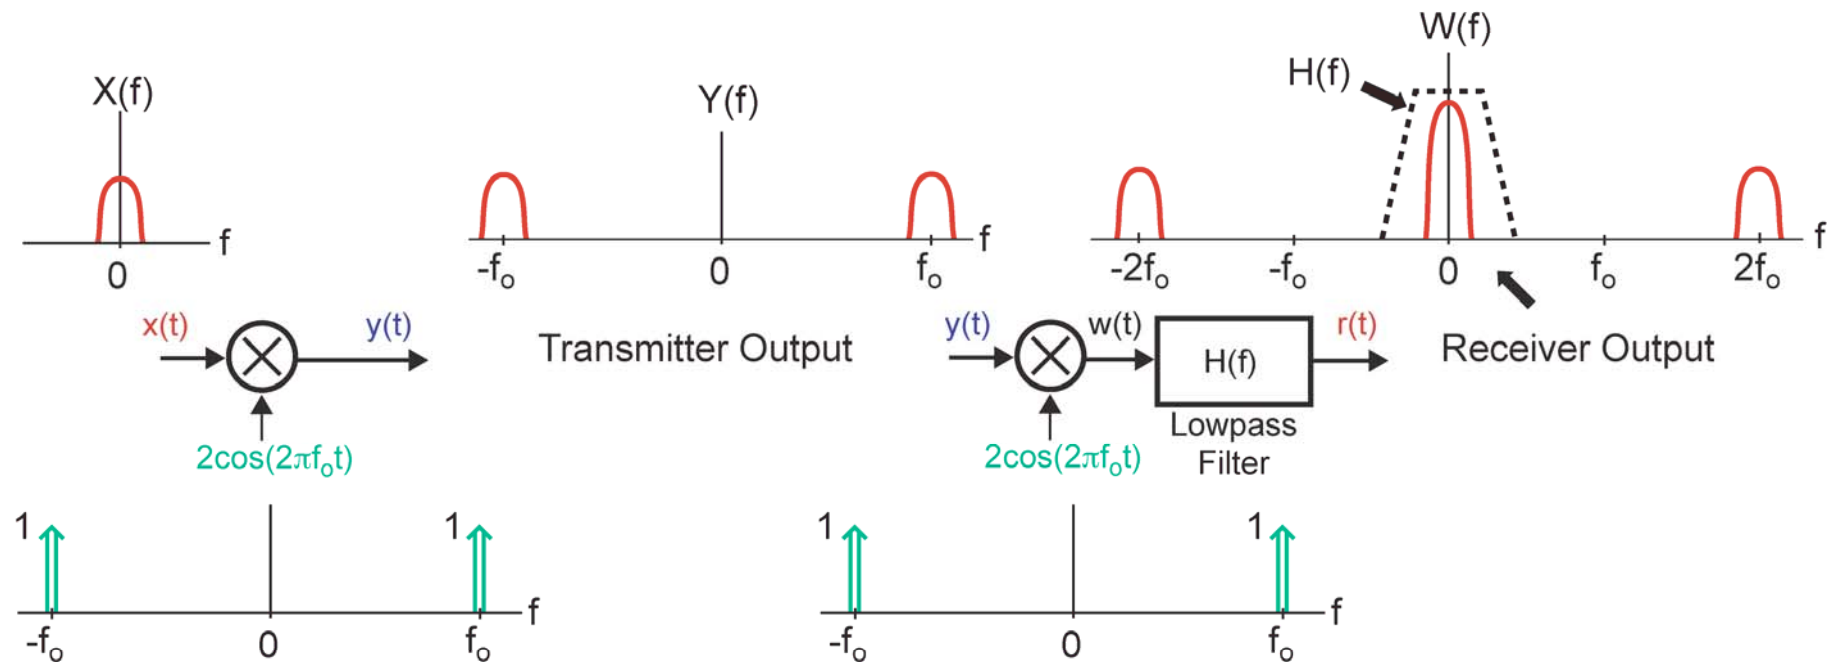 X(f)
f
0
Y(f)
-fₒ
0
fₒ
f
W(f)
H(f)
-2fₒ
-fₒ
0
fₒ
2fₒ
f
x(t)
y(t)
2cos(2πfₒt)
Transmitter Output
y(t)
w(t)
H(f)
r(t)
Lowpass
Filter
2cos(2πfₒt)
Receiver Output
1
1
-fₒ
0
fₒ
f
1
1
-fₒ
0
fₒ
f